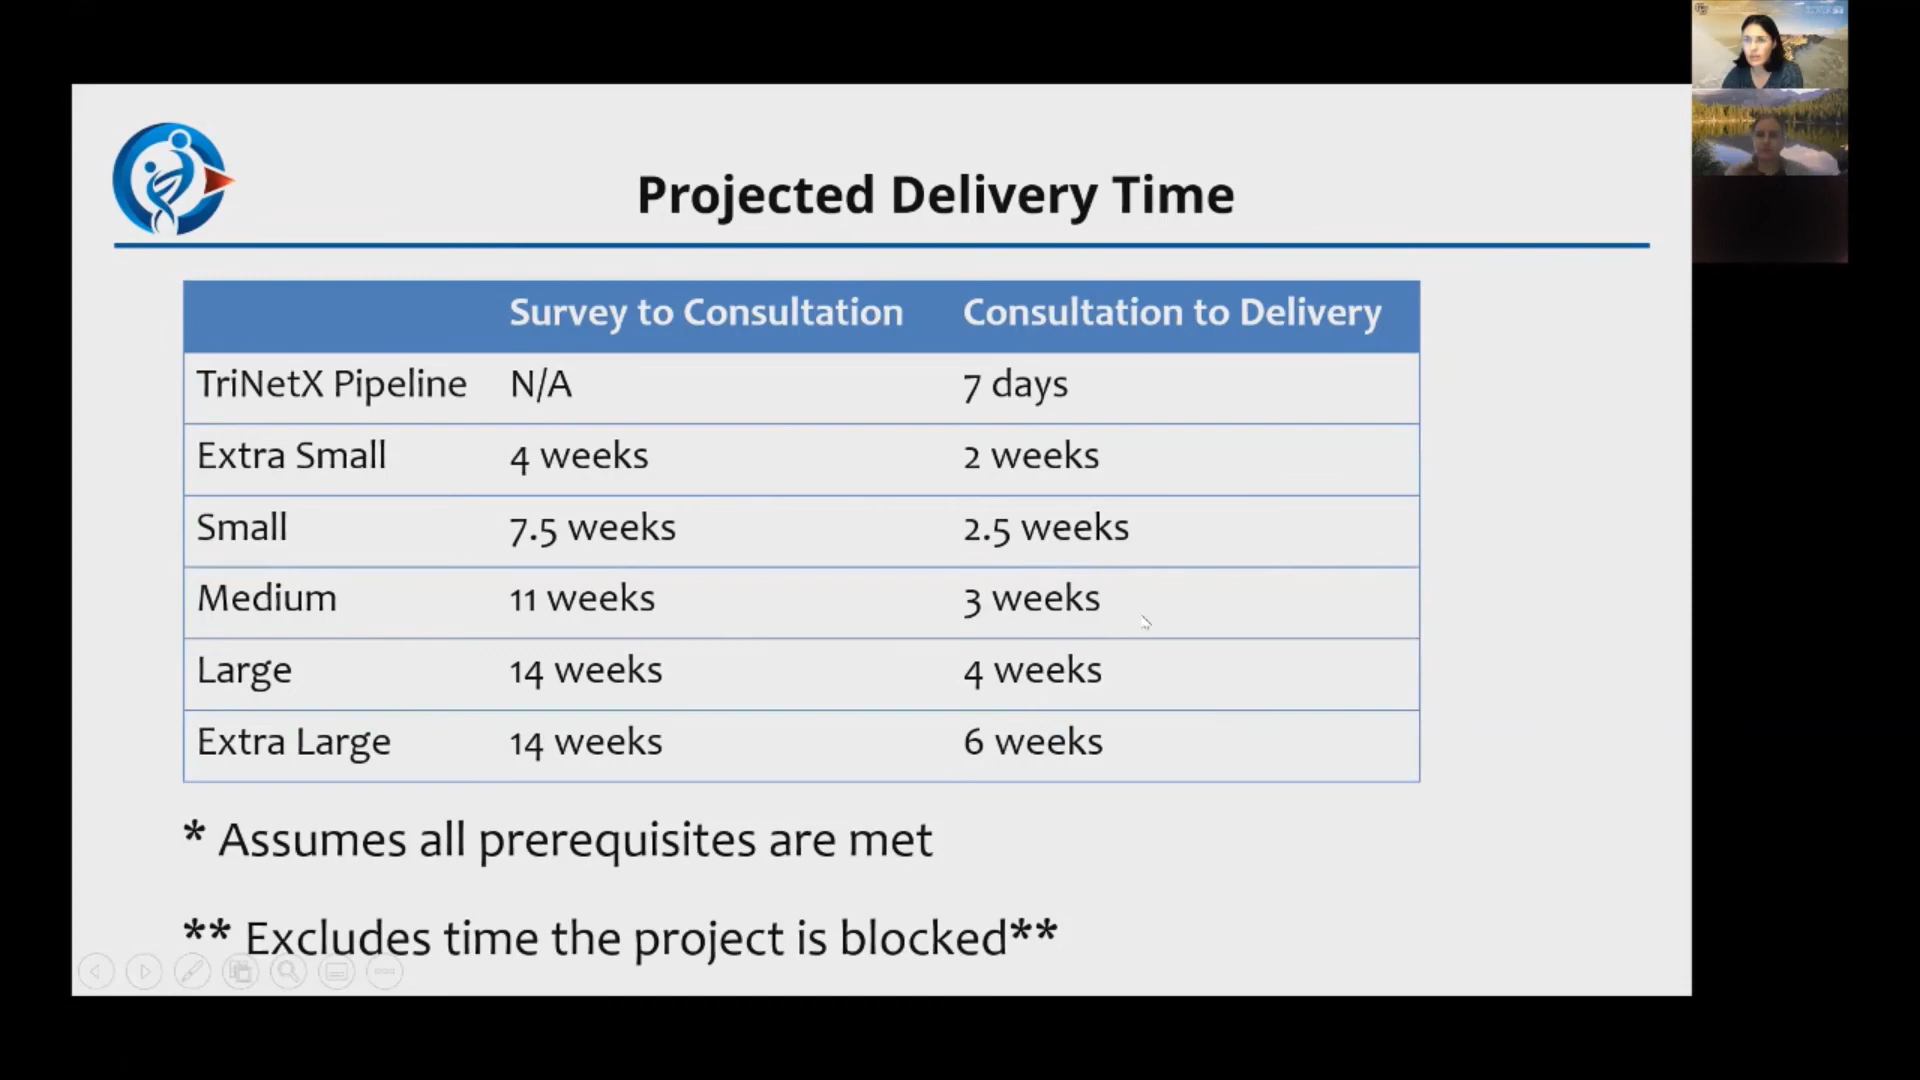 Projected Delivery Time
Survey to Consultation Consultation to Delivery
TriNetX Pipeline N/A 7 days
Extra Small 4 weeks 2 weeks
Small 7.5 weeks 2.5 weeks
Medium 11 weeks 3 weeks
Large 14 weeks 4 weeks
Extra Large 14 weeks 6 weeks
* Assumes all prerequisites are met
** Excludes time the project is blocked**